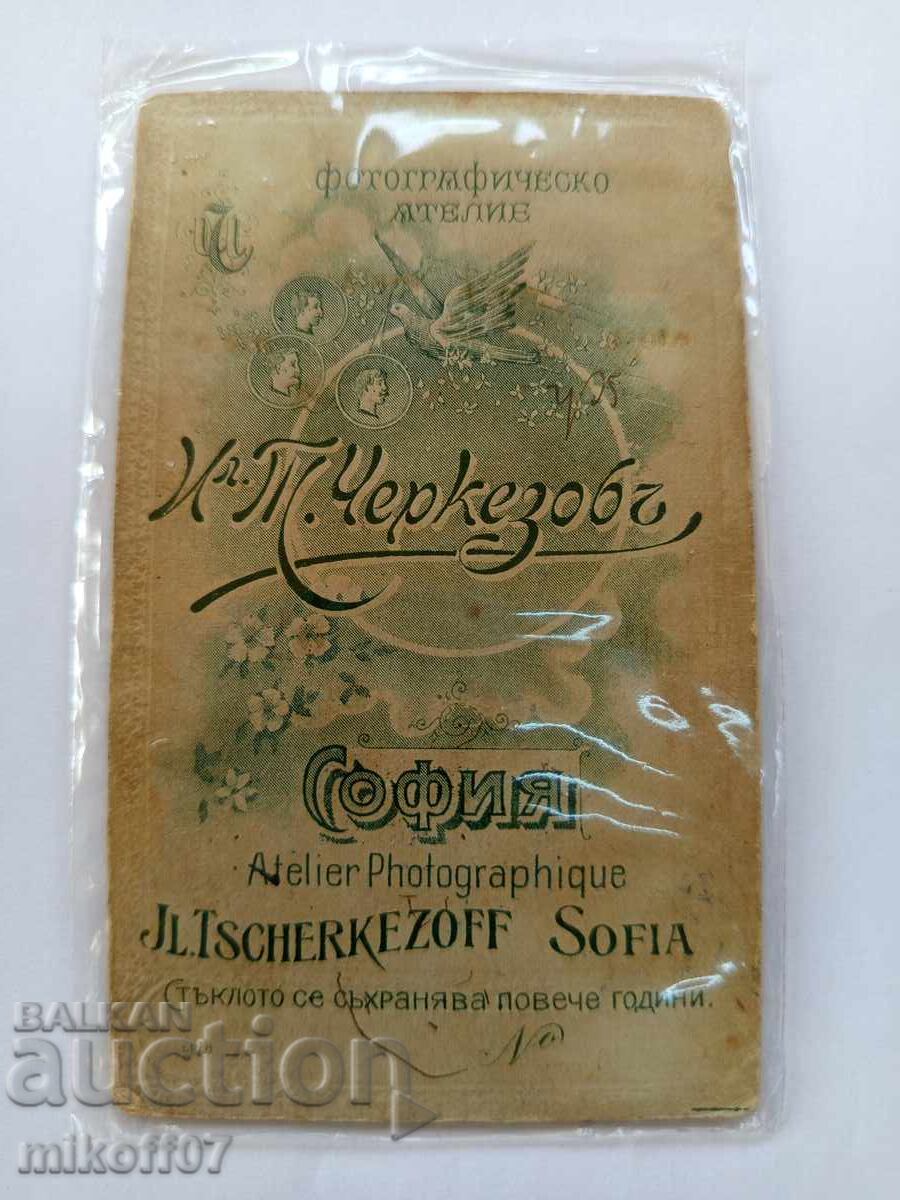 ФОТОГРАФИЧЕСКО
АТЕЛИЕ
Ил. Т. Черкезовъ
СОФИЯ
Atelier Photographique
JL. TSCHERKEZOFF SOFIA
СТЪКЛОТО СЕ СЪХРАНЯВА ПОВЕЧЕ ГОДИНИ.
No
BALKAN
auction
mikoff07